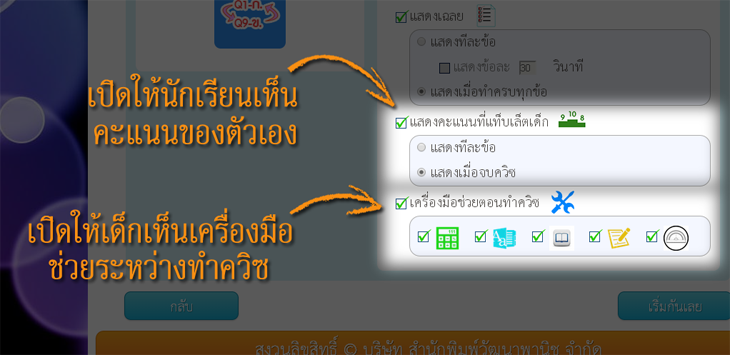 Q1-ก.
Q9-ข.
แสดงเฉลย
แสดงทีละข้อ
แสดงข้อละ 30 วินาที
แสดงเมื่อทำครบทุกข้อ
เปิดให้นักเรียนเห็น
คะแนนของตัวเอง
แสดงคะแนนที่แท็บเล็ตเด็ก
9 10 8
แสดงทีละข้อ
แสดงเมื่อจบควิซ
เครื่องมือช่วยตอนทำควิซ
เปิดให้เด็กเห็นเครื่องมือ
ช่วยระหว่างทำควิซ
กลับ
เริ่มกันเลย
สงวนลิขสิทธิ์ © บริษัท สำนักพิมพ์วัฒนาพานิช จำกัด